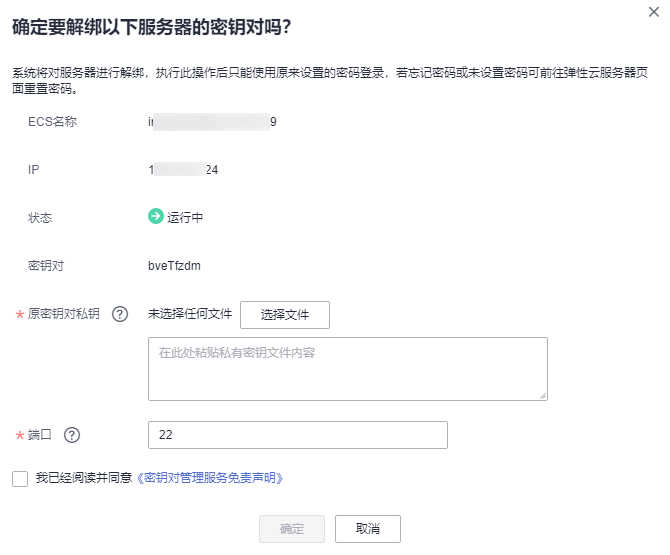 确定要解绑以下服务器的密钥对吗？
系统将对服务器进行解绑，执行此操作后只能使用原来设置的密码登录，若忘记密码或未设置密码可前往弹性云服务器页
面重置密码。
ECS名称 9
IP 1 24
状态 运行中
密钥对 bveTfzdm
* 原密钥对私钥 ? 未选择任何文件 选择文件
在此处粘贴私有密钥文件内容
* 端口 ? 22
我已经阅读并同意《密钥对管理服务免责声明》
确定 取消